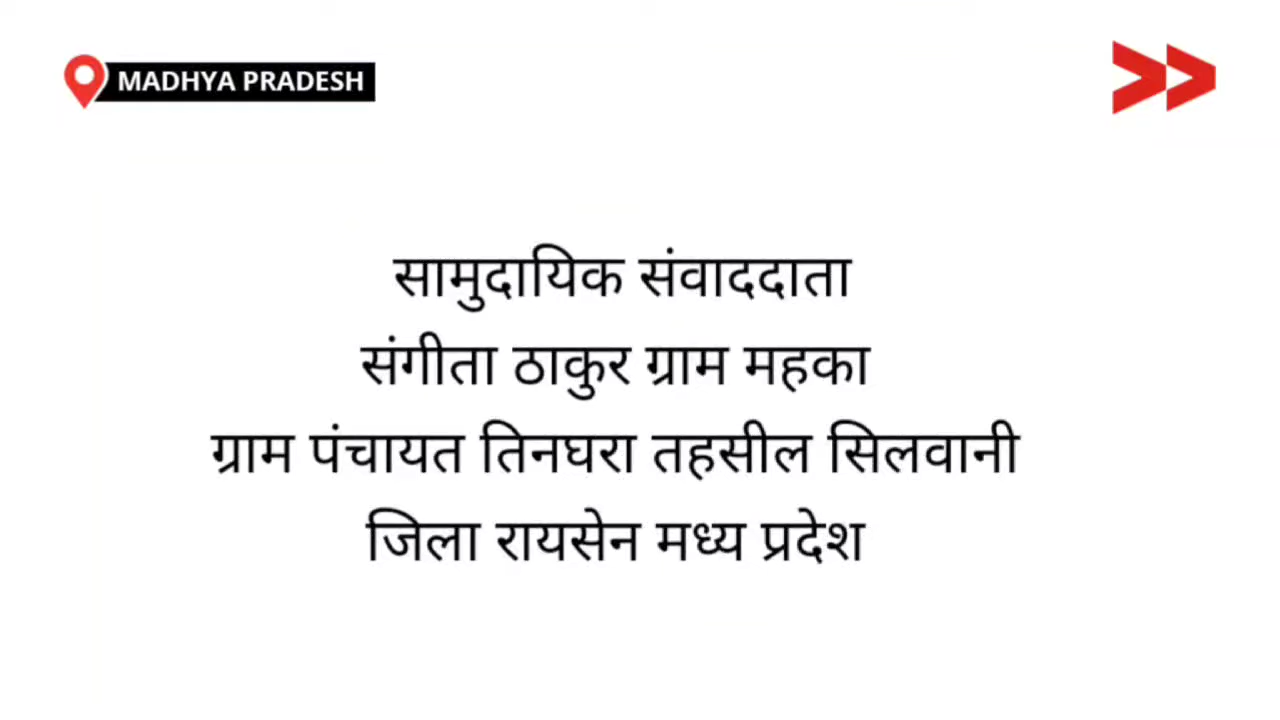 MADHYA PRADESH
सामुदायिक संवाददाता
संगीता ठाकुर ग्राम महका
ग्राम पंचायत तिनघरा तहसील सिलवानी
जिला रायसेन मध्य प्रदेश